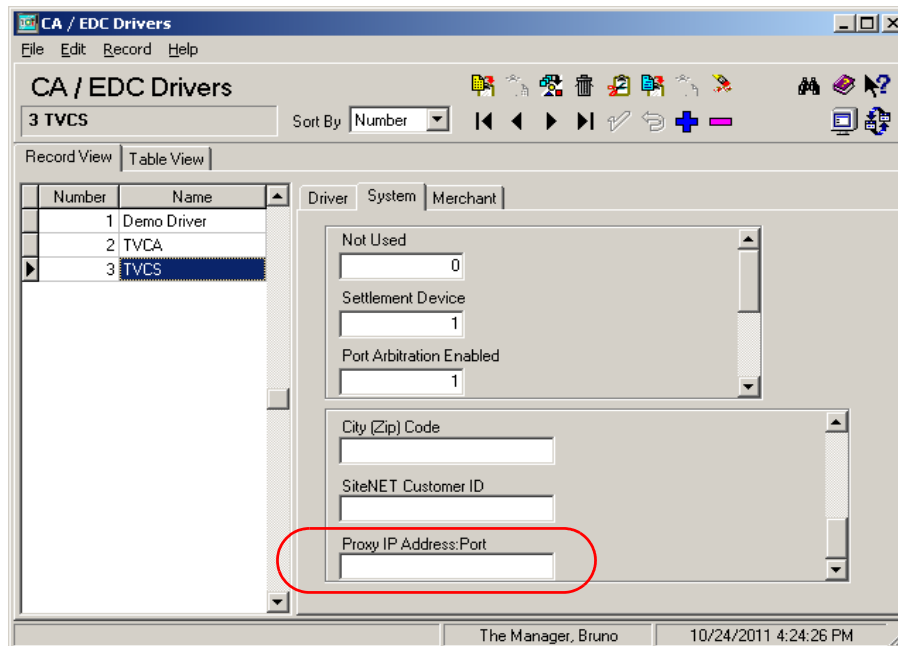 CA / EDC Drivers
File Edit Record Help
CA / EDC Drivers
3 TVCS
Sort By Number
Record View Table View
Number Name
1 Demo Driver
2 TVCA
3 TVCS
Driver System Merchant
Not Used
0
Settlement Device
1
Port Arbitration Enabled
1
City (Zip) Code
SiteNET Customer ID
Proxy IP Address:Port
The Manager, Bruno 10/24/2011 4:24:26 PM